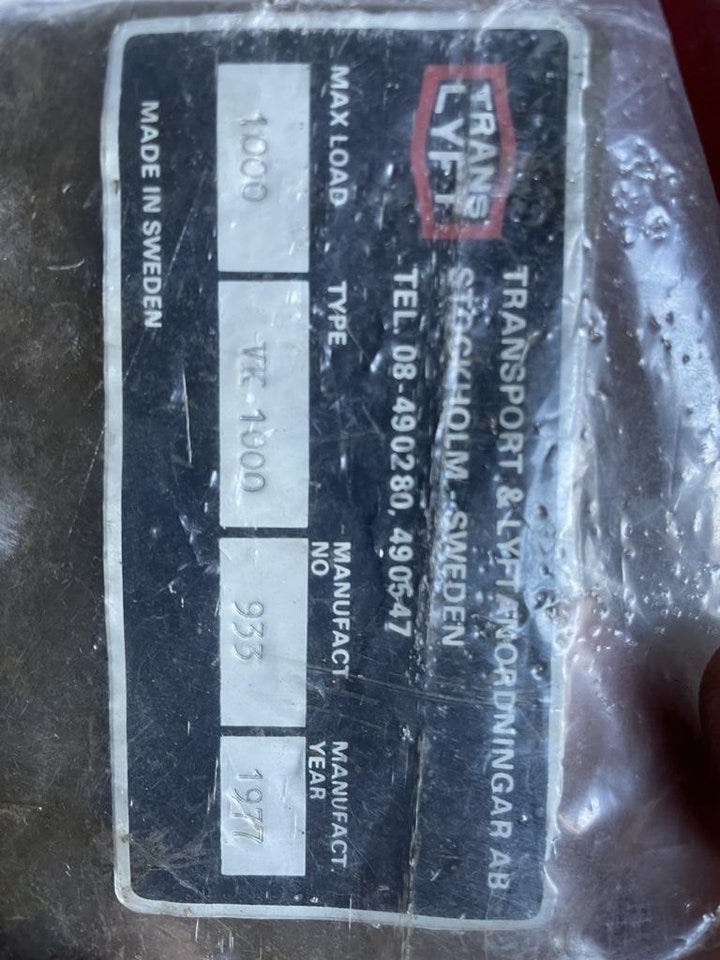 TRANS
LYFT
TRANSPORT & LYFTANORDNINGAR AB
STOCKHOLM - SWEDEN
TEL. 08-490280, 490547
MAX LOAD
1000
TYPE
VK-1000
MANUFACT.
NO
933
MANUFACT.
YEAR
1977
MADE IN SWEDEN